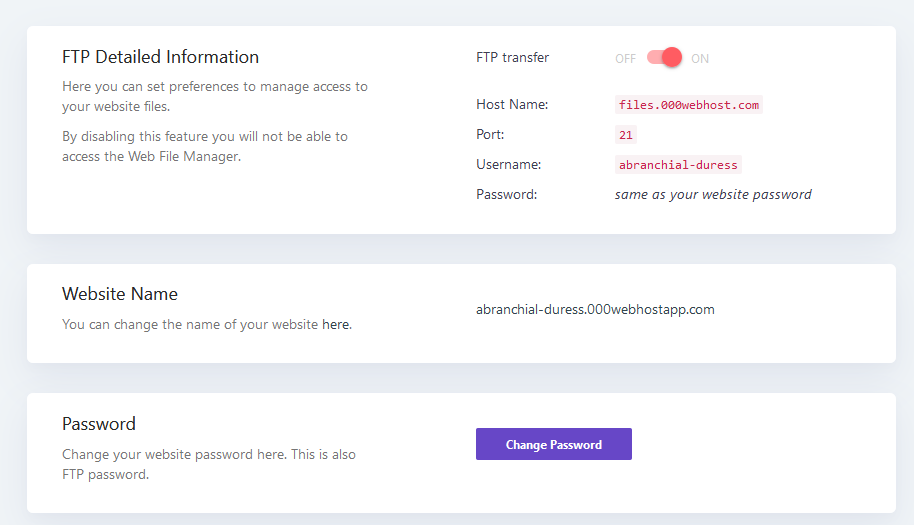 FTP Detailed Information
Here you can set preferences to manage access to
your website files.
By disabling this feature you will not be able to
access the Web File Manager.
FTP transfer OFF ON
Host Name: files.000webhost.com
Port: 21
Username: abranchial-duress
Password: same as your website password
Website Name
You can change the name of your website here.
abranchial-duress.000webhostapp.com
Password
Change your website password here. This is also
FTP password.
Change Password